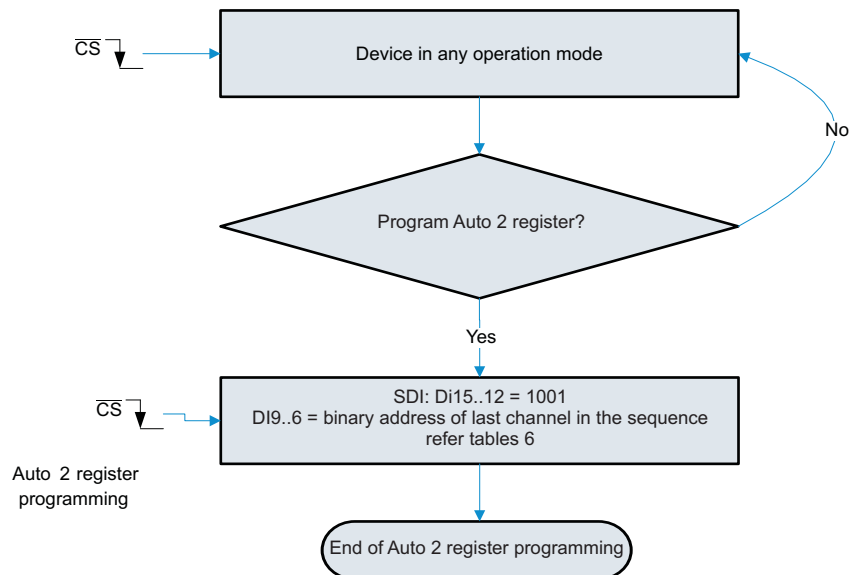 CS
Device in any operation mode
No
Program Auto 2 register?
Yes
CS
SDI: Di15..12 = 1001
DI9..6 = binary address of last channel in the sequence
refer tables 6
Auto 2 register
programming
End of Auto 2 register programming